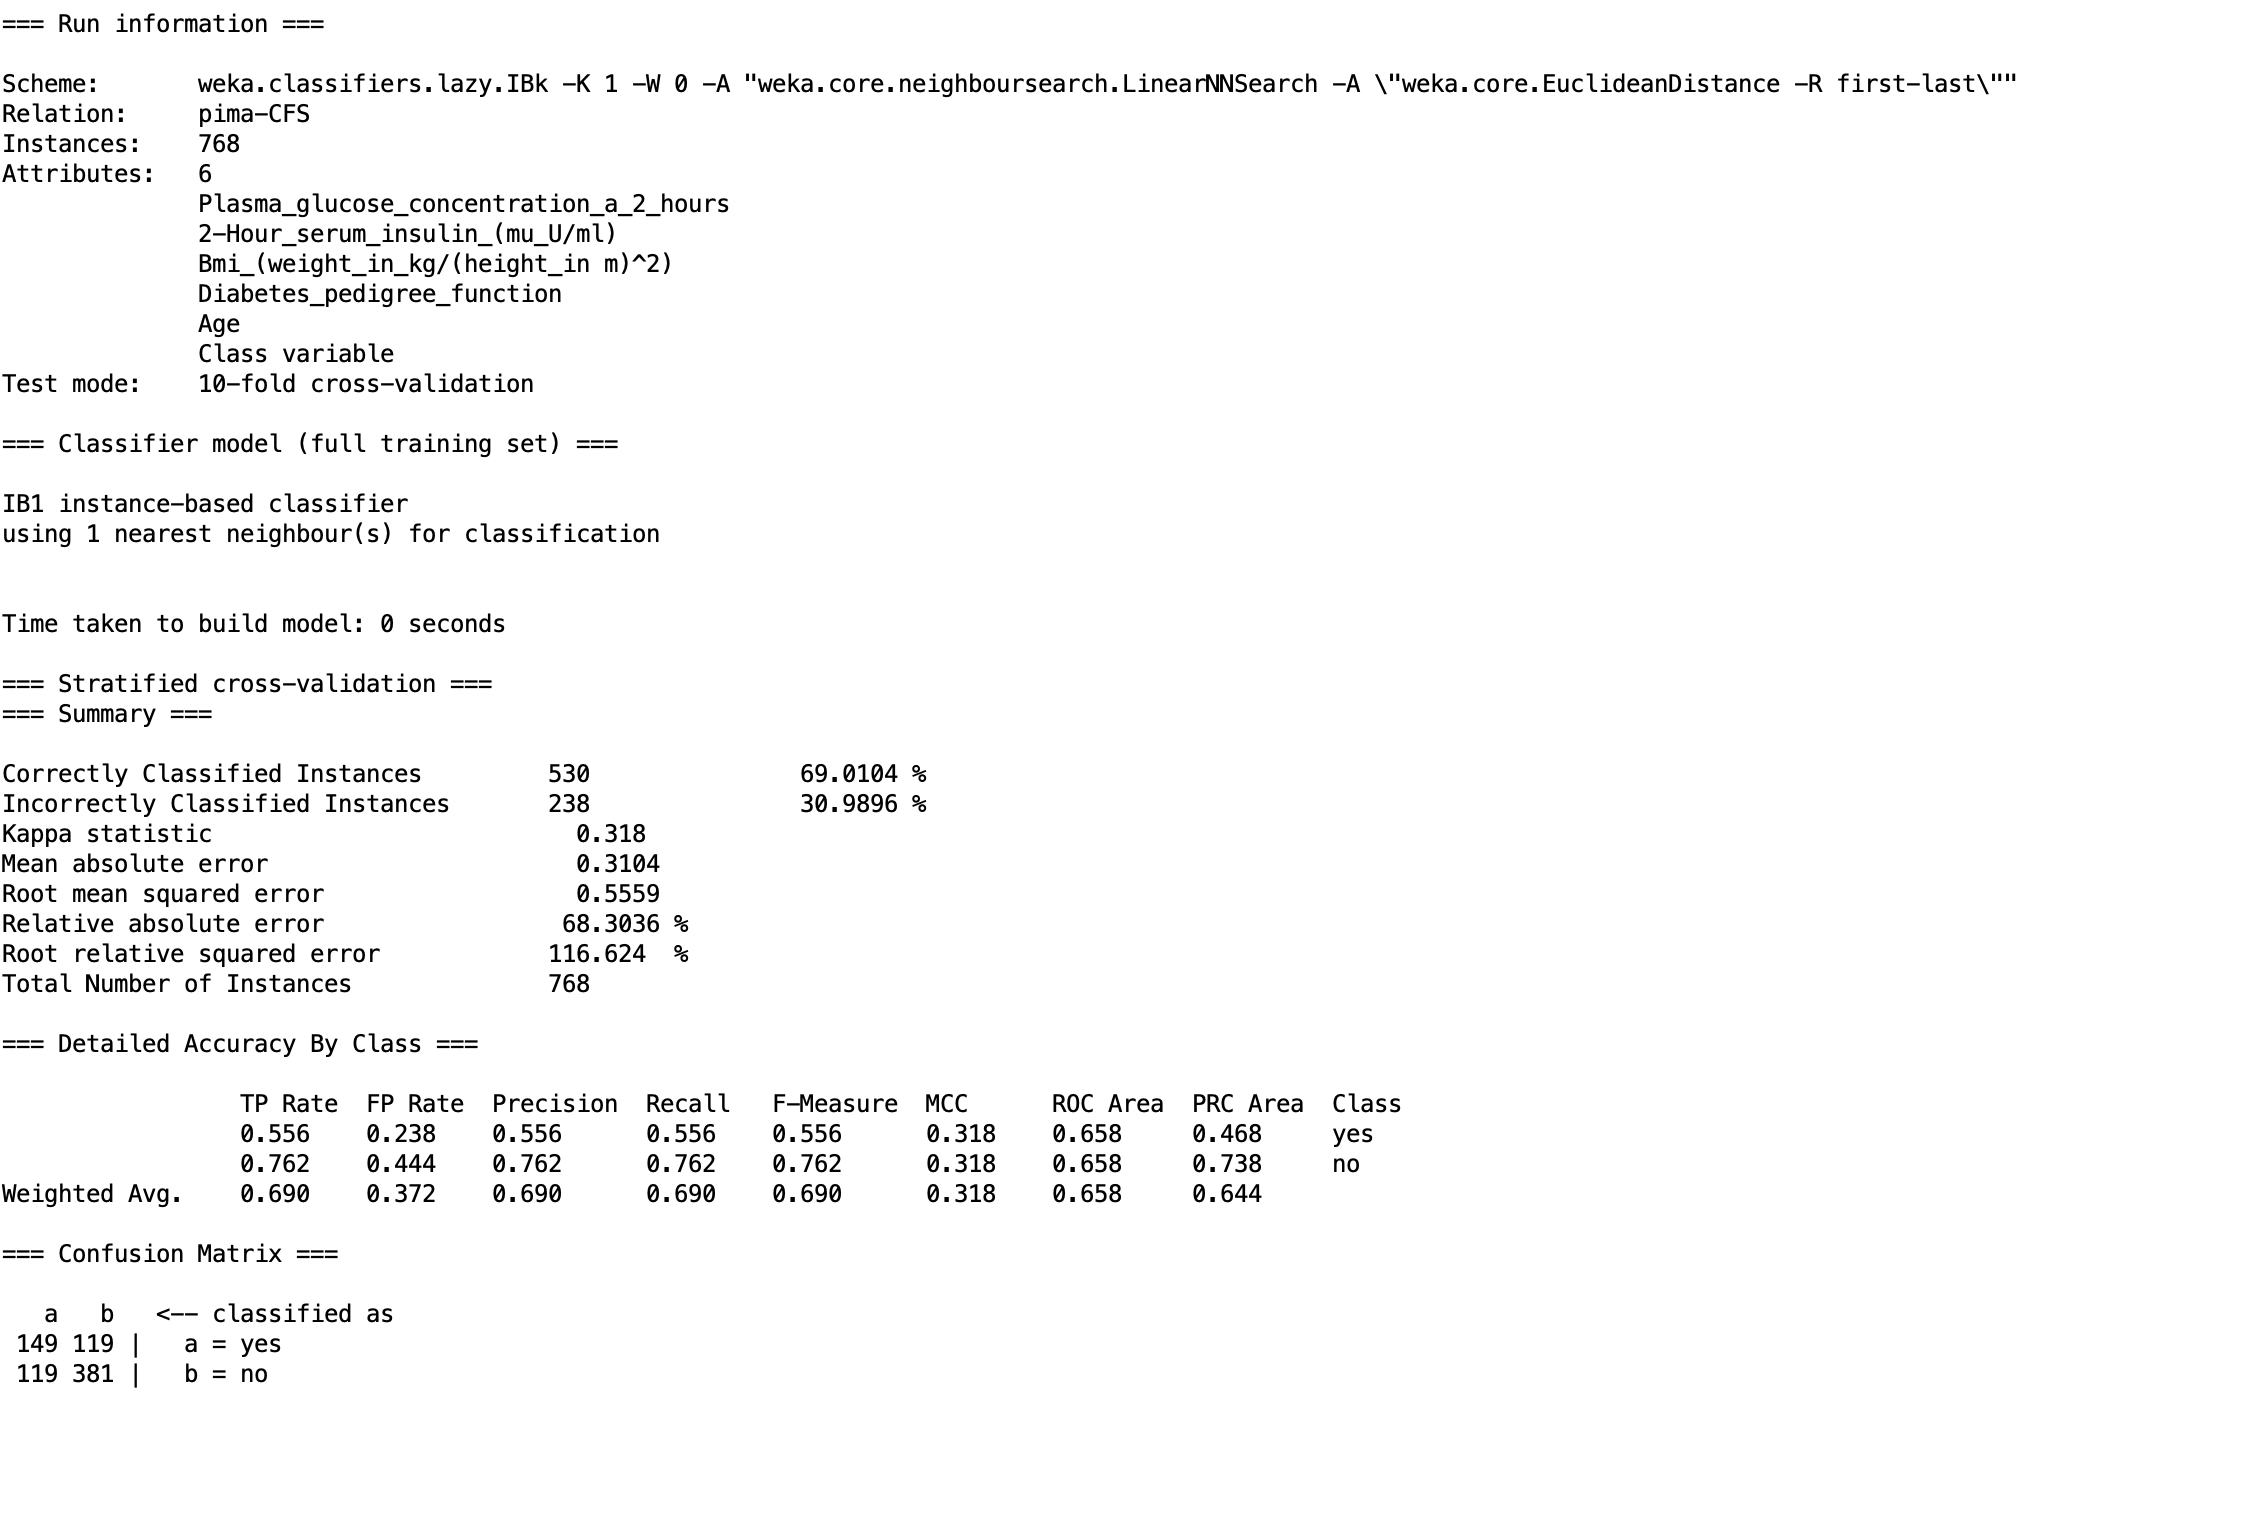 === Run information ===
Scheme:       weka.classifiers.lazy.IBk -K 1 -W 0 -A "weka.core.neighboursearch.LinearNNSearch -A \"weka.core.EuclideanDistance -R first-last\""
Relation:     pima-CFS
Instances:    768
Attributes:   6
              Plasma_glucose_concentration_a_2_hours
              2-Hour_serum_insulin_(mu_U/ml)
              Bmi_(weight_in_kg/(height_in m)^2)
              Diabetes_pedigree_function
              Age
              Class variable
Test mode:    10-fold cross-validation
=== Classifier model (full training set) ===
IB1 instance-based classifier
using 1 nearest neighbour(s) for classification
Time taken to build model: 0 seconds
=== Stratified cross-validation ===
=== Summary ===
Correctly Classified Instances         530               69.0104 %
Incorrectly Classified Instances       238               30.9896 %
Kappa statistic                          0.318
Mean absolute error                      0.3104
Root mean squared error                  0.5559
Relative absolute error                 68.3036 %
Root relative squared error            116.624  %
Total Number of Instances              768
=== Detailed Accuracy By Class ===
                 TP Rate  FP Rate  Precision  Recall   F-Measure  MCC      ROC Area  PRC Area  Class
                 0.556    0.238    0.556      0.556    0.556      0.318    0.658     0.468     yes
                 0.762    0.444    0.762      0.762    0.762      0.318    0.658     0.738     no
Weighted Avg.    0.690    0.372    0.690      0.690    0.690      0.318    0.658     0.644
=== Confusion Matrix ===
   a   b   <-- classified as
 149 119 |   a = yes
 119 381 |   b = no